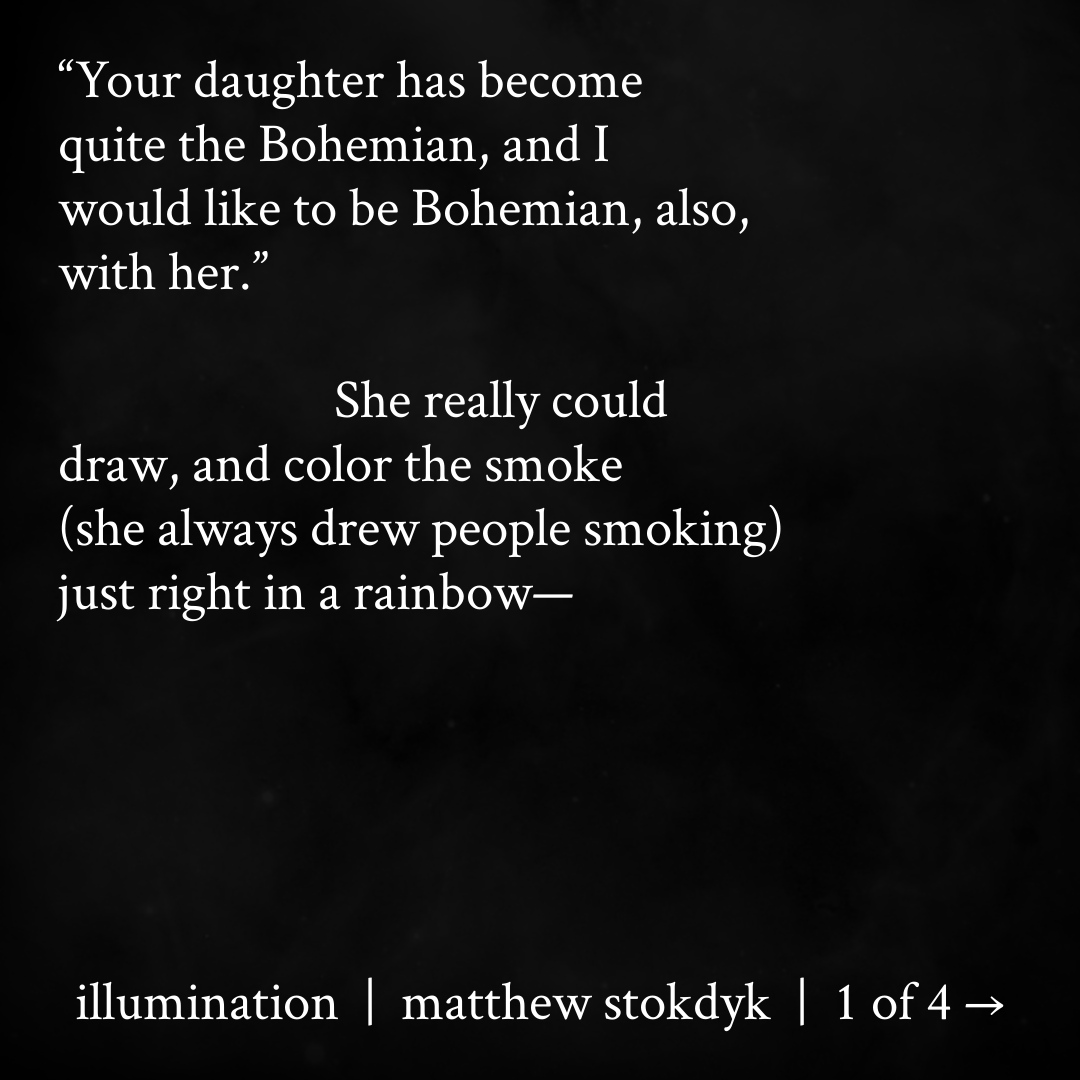 “Your daughter has become
quite the Bohemian, and I
would like to be Bohemian, also,
with her.”
She really could
draw, and color the smoke
(she always drew people smoking)
just right in a rainbow—
illumination | matthew stokdyk | 1 of 4 →